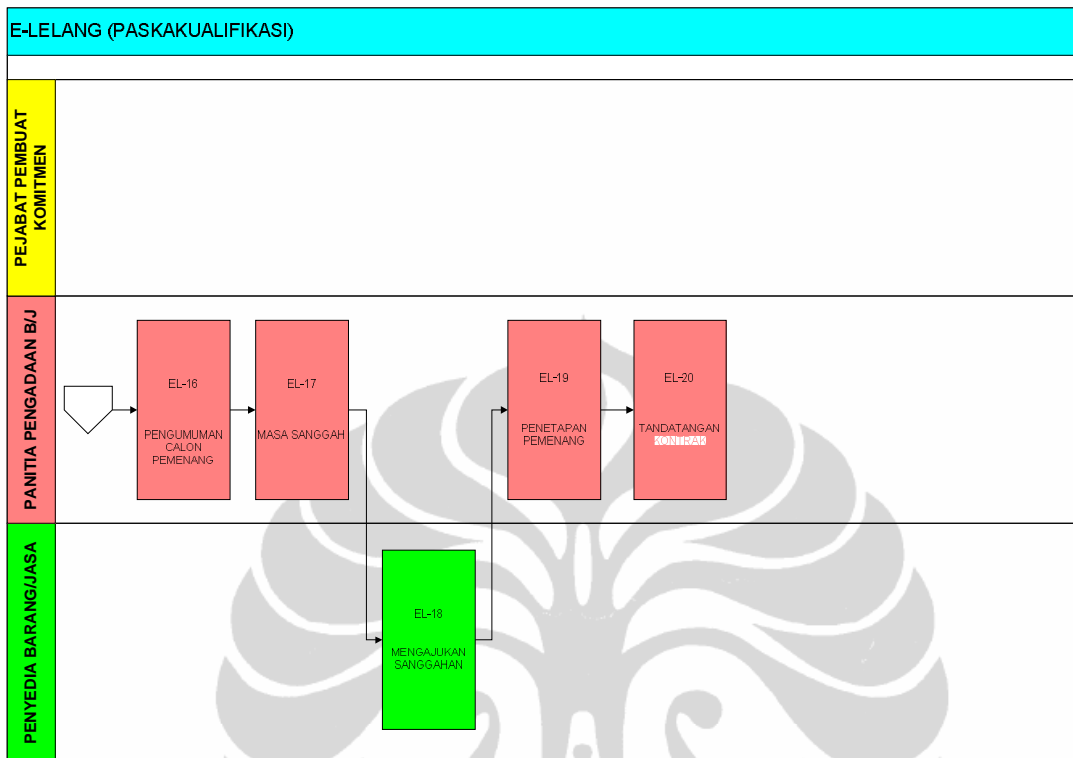 E-LELANG (PASKAKUALIFIKASI)
PEJABAT PEMBUAT
KOMITMEN
PANITIA PENGADAAN B/J
EL-16
PENGUMUMAN
CALON
PEMENANG
EL-17
MASA SANGGAH
EL-19
PENETAPAN
PEMENANG
EL-20
TANDATANGAN
KONTRAK
PENYEDIA BARANG/JASA
EL-18
MENGAJUKAN
SANGGAHAN